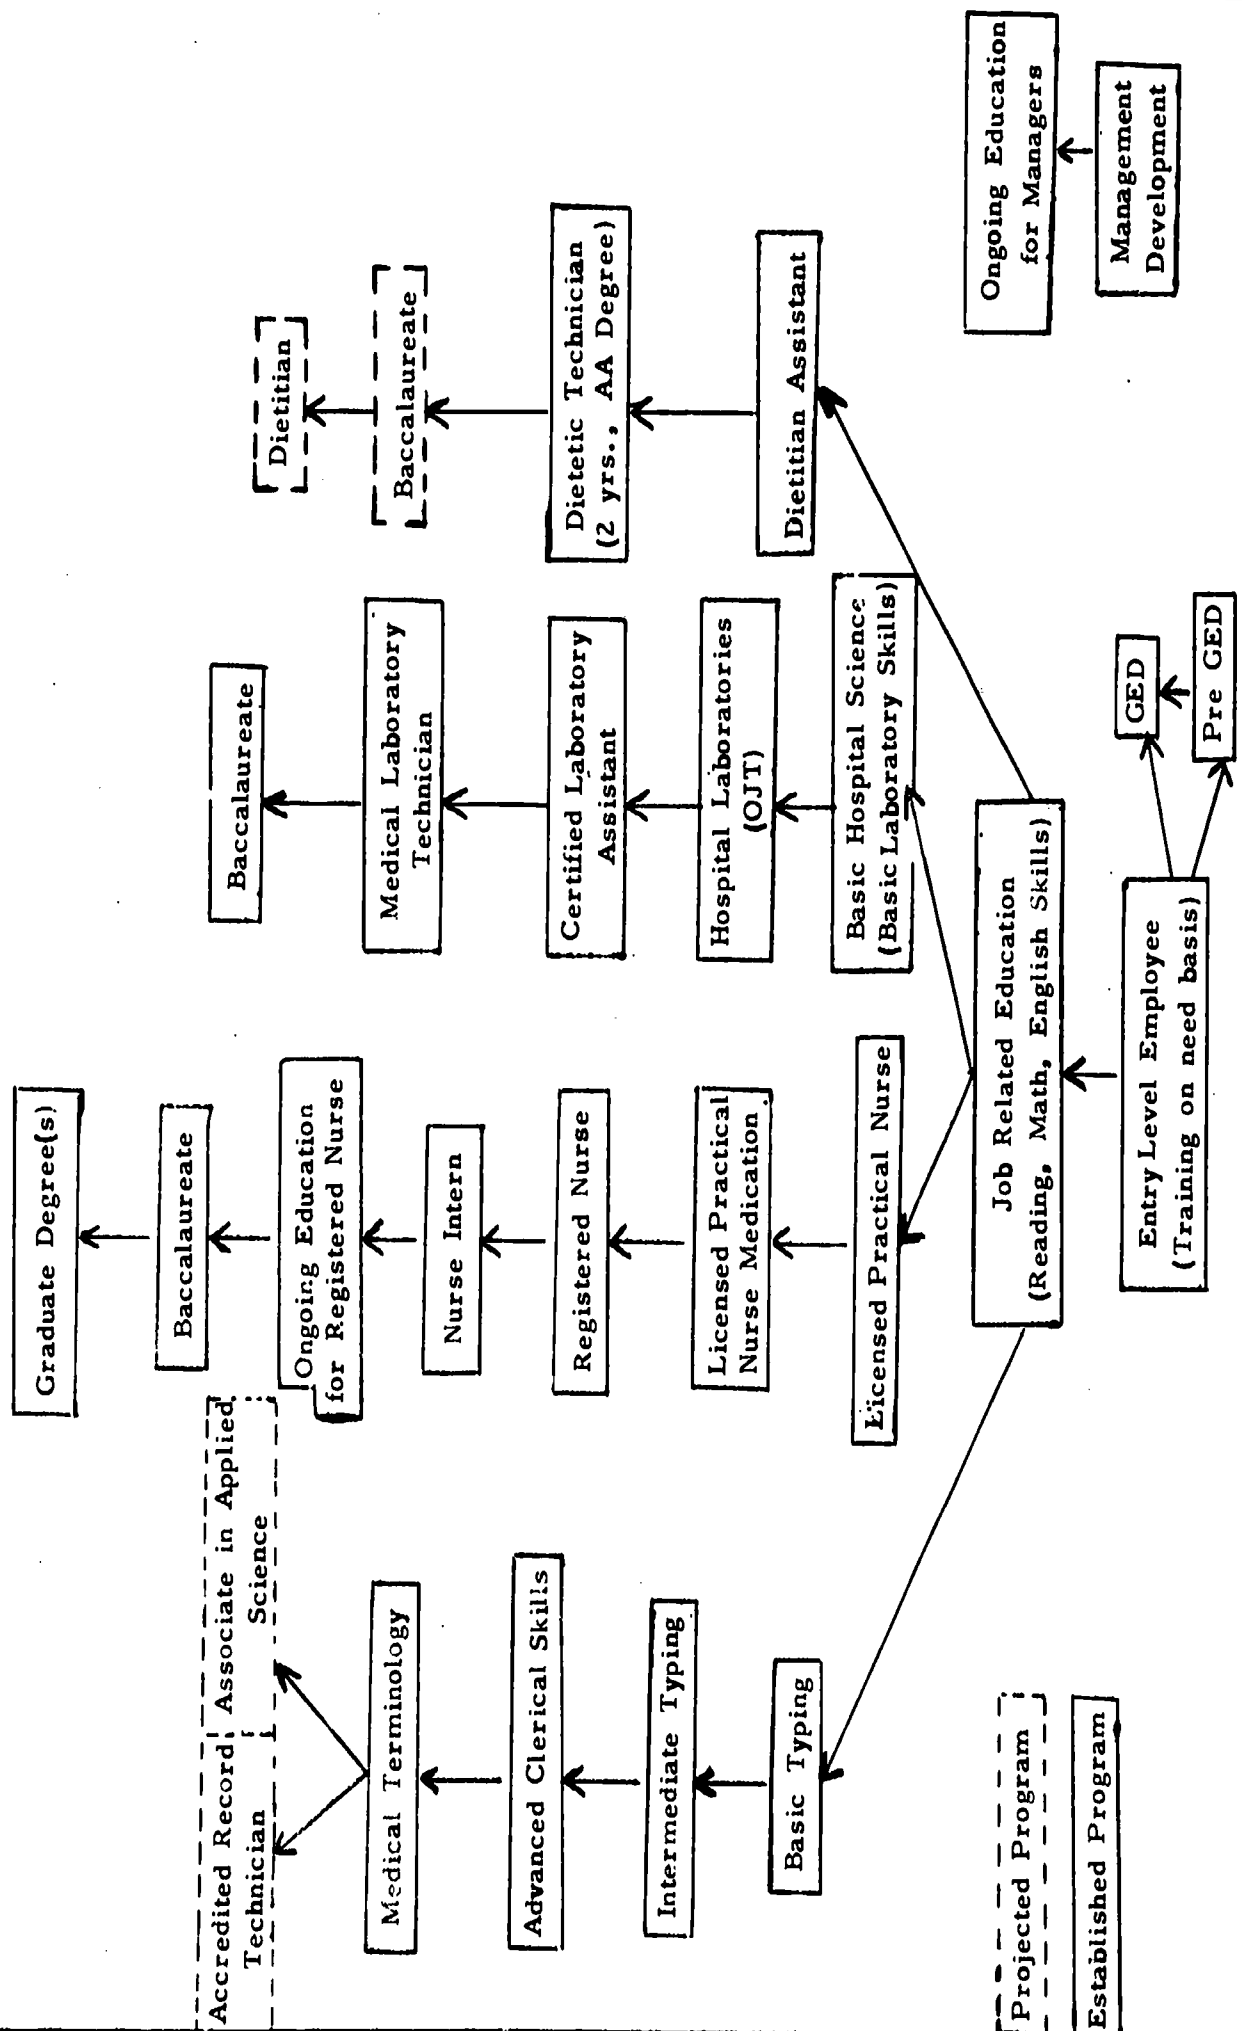 Graduate Degree(s)
Baccalaureate
Ongoing Education
for Registered Nurse
Nurse Intern
Registered Nurse
Licensed Practical
Nurse Medication
Licensed Practical Nurse
Accredited Record
Technician
Associate in Applied
Science
Medical Terminology
Advanced Clerical Skills
Intermediate Typing
Basic Typing
Baccalaureate
Medical Laboratory
Technician
Certified Laboratory
Assistant
Hospital Laboratories
(OJT)
Basic Hospital Science
(Basic Laboratory Skills)
Dietitian
Baccalaureate
Dietetic Technician
(2 yrs., AA Degree)
Dietitian Assistant
Job Related Education
(Reading, Math, English Skills)
Entry Level Employee
(Training on need basis)
GED
Pre GED
Ongoing Education
for Managers
Management
Development
Projected Program
Established Program